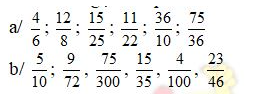 a/ 4/6 ; 12/8 ; 15/25 ; 11/22 ; 36/10 ; 75/36
b/ 5/10 ; 9/72 , 75/300 , 15/35 , 4/100 , 23/46